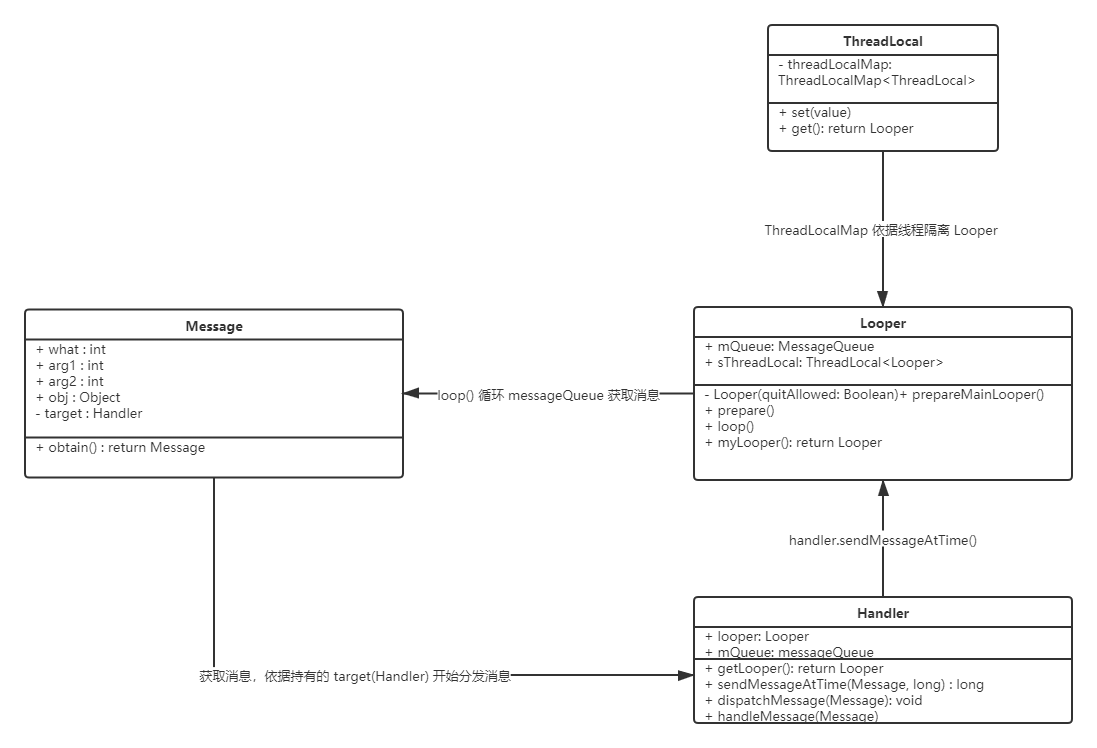 ThreadLocal
- threadLocalMap:
ThreadLocalMap<ThreadLocal>
+ set(value)
+ get(): return Looper
ThreadLocalMap 依据线程隔离 Looper
Message
+ what : int
+ arg1 : int
+ arg2 : int
+ obj : Object
- target : Handler
+ obtain() : return Message
loop() 循环 messageQueue 获取消息
Looper
+ mQueue: MessageQueue
+ sThreadLocal: ThreadLocal<Looper>
- Looper(quitAllowed: Boolean)+ prepareMainLooper()
+ prepare()
+ loop()
+ myLooper(): return Looper
handler.sendMessageAtTime()
获取消息，依据持有的 target(Handler) 开始分发消息
Handler
+ looper: Looper
+ mQueue: messageQueue
+ getLooper(): return Looper
+ sendMessageAtTime(Message, long) : long
+ dispatchMessage(Message): void
+ handleMessage(Message)